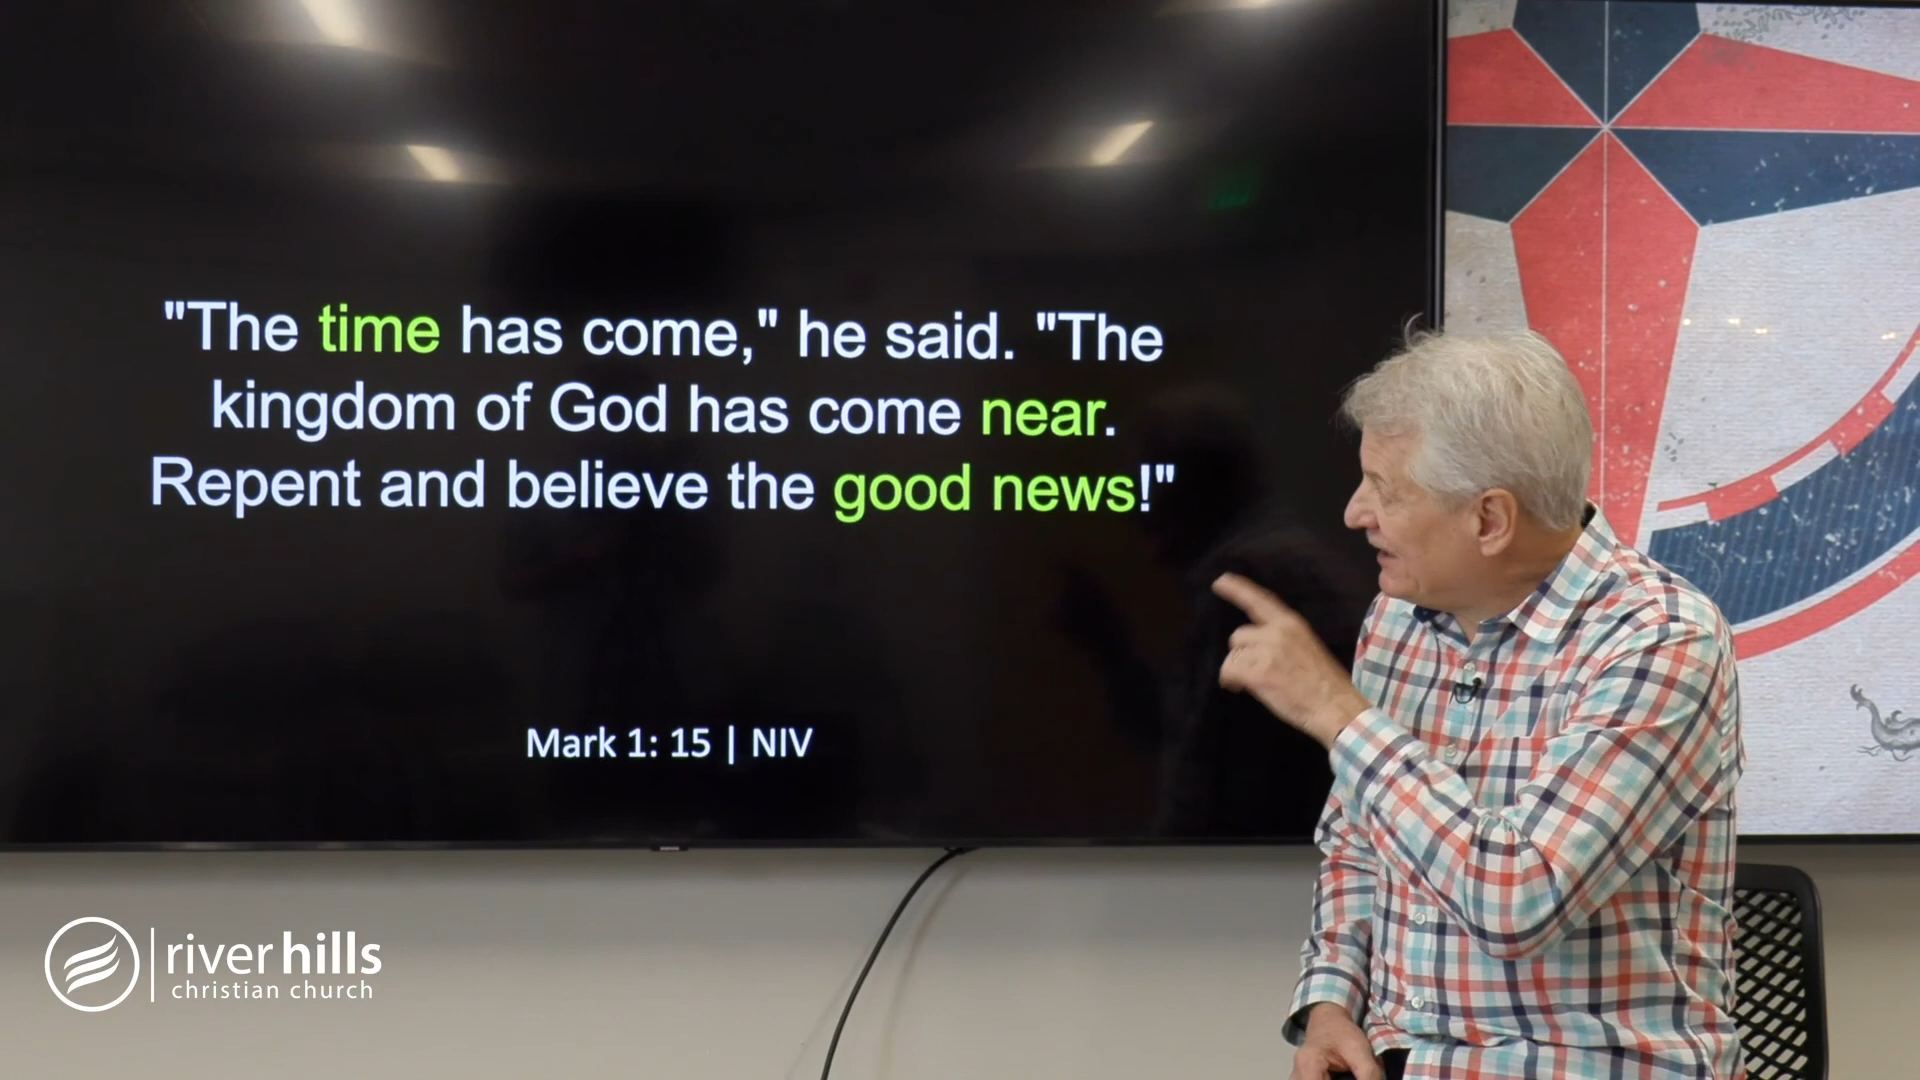 "The time has come," he said. "The
kingdom of God has come near.
Repent and believe the good news!"
Mark 1: 15 | NIV
river hills
christian church